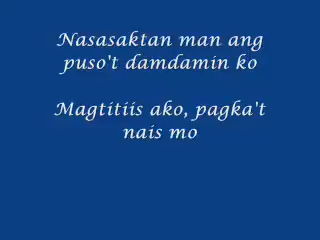 Nasasaktan man ang
puso't damdamin ko
Magtitiis ako, pagka't
nais mo